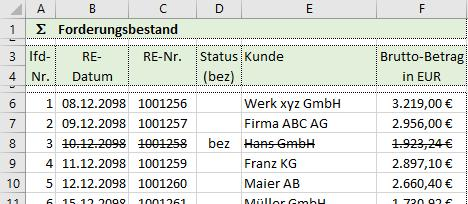 A B C D E F
1 Σ Forderungsbestand
3 lfd- RE- RE-Nr. Status Kunde Brutto-Betrag
4 Nr. Datum (bez) in EUR
6 1 08.12.2098 1001256 Werk xyz GmbH 3.219,00 €
7 2 09.12.2098 1001257 Firma ABC AG 2.956,00 €
8 3 10.12.2098 1001258 bez Hans GmbH 1.923,24 €
9 4 11.12.2098 1001259 Franz KG 2.897,10 €
10 5 12.12.2098 1001260 Maier AB 2.660,40 €
11 6 15.12.2098 1001261 Müller GmbH 1.730,92 €